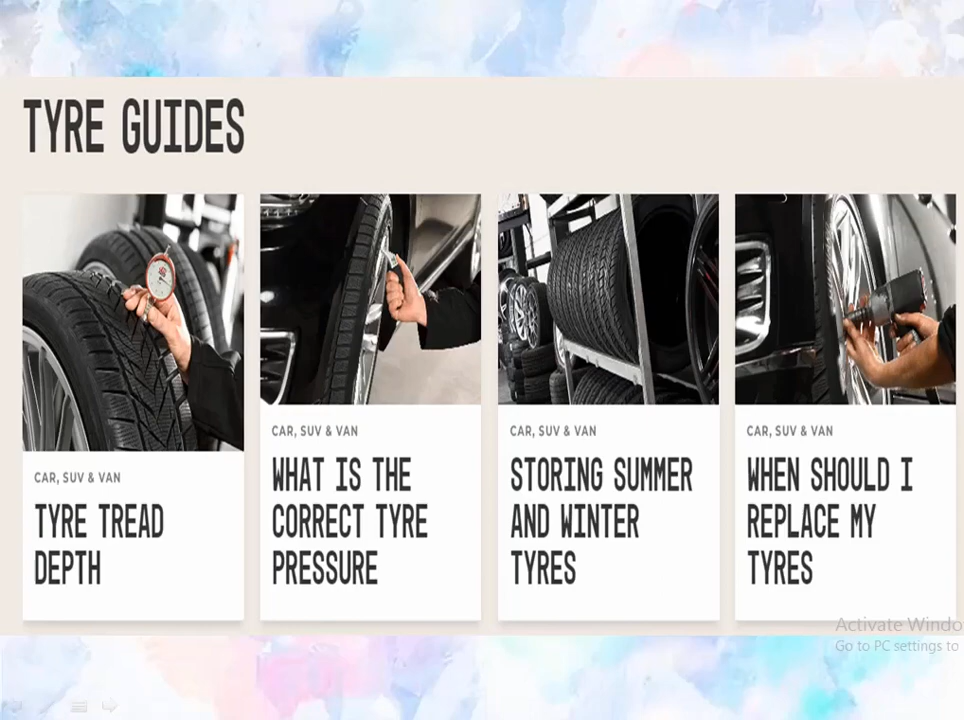 TYRE GUIDES
CAR, SUV & VAN
TYRE TREAD
DEPTH
CAR, SUV & VAN
WHAT IS THE
CORRECT TYRE
PRESSURE
CAR, SUV & VAN
STORING SUMMER
AND WINTER
TYRES
CAR, SUV & VAN
WHEN SHOULD I
REPLACE MY
TYRES
Activate Windo
Go to PC settings to